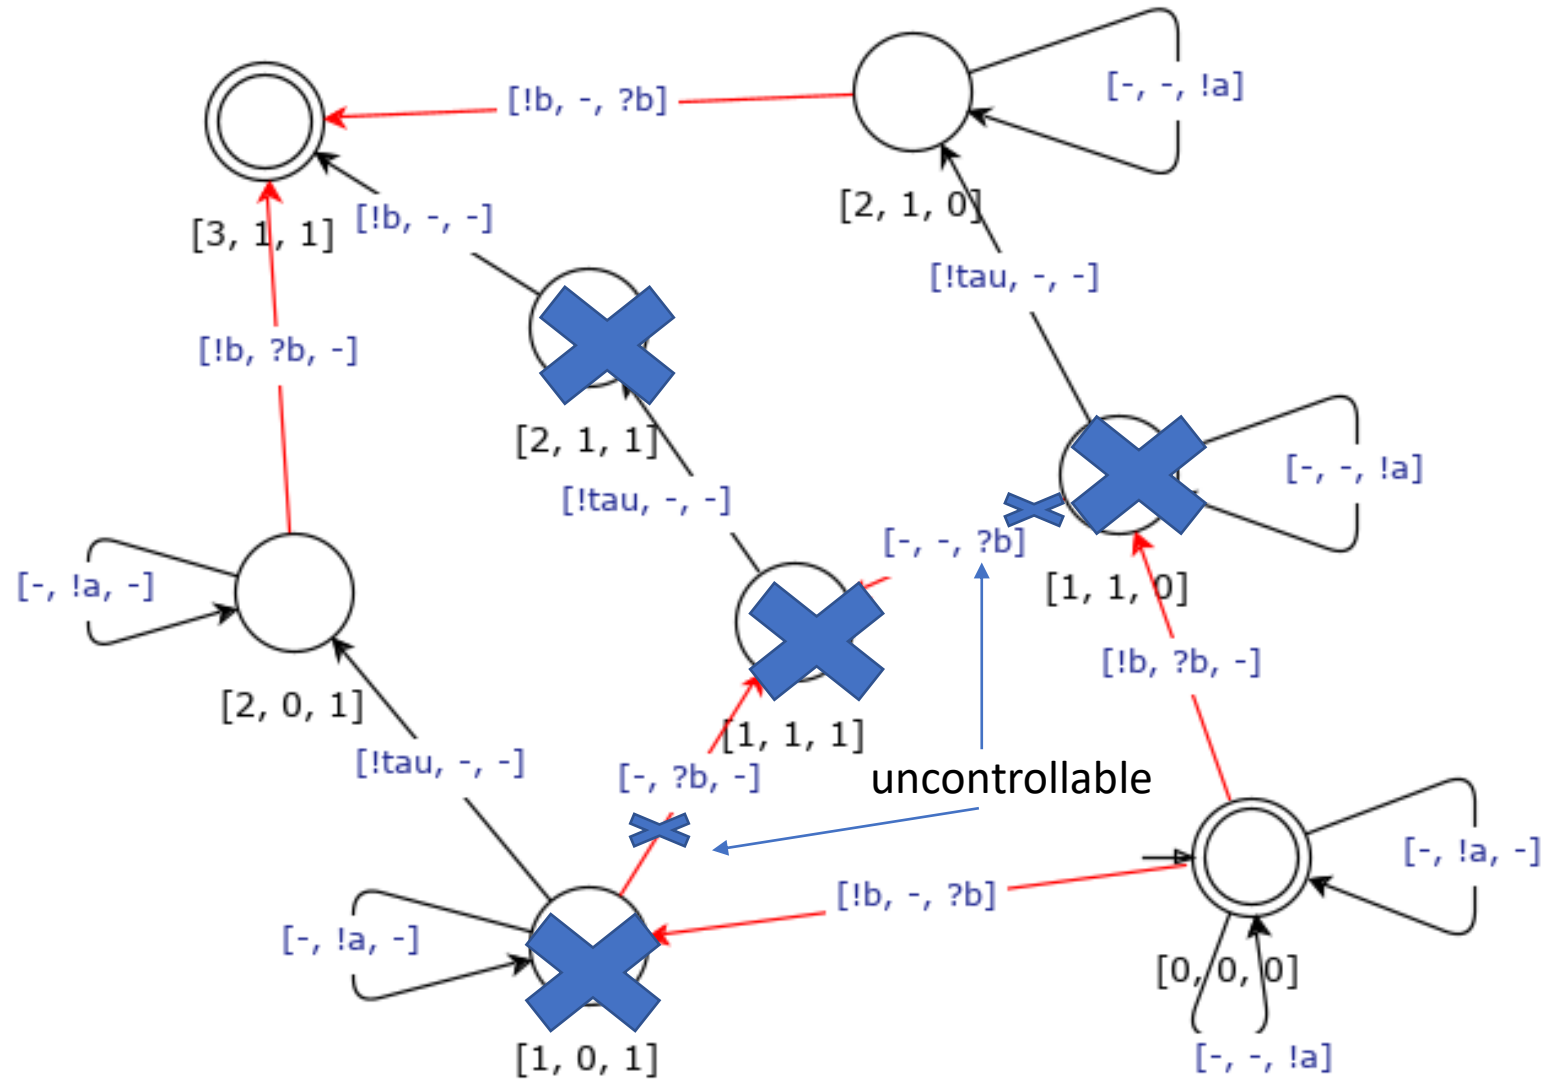 [!b, -, ?b]
[-, -, !a]
[3, 1, 1]
[!b, -, -]
[2, 1, 0]
[!tau, -, -]
[!b, ?b, -]
[2, 1, 1]
[!tau, -, -]
[-, -, !a]
[-, -, ?b]
[-, !a, -]
[1, 1, 0]
[!b, ?b, -]
[2, 0, 1]
[1, 1, 1]
[!tau, -, -]
[-, ?b, -]
uncontrollable
[-, !a, -]
[!b, -, ?b]
[-, !a, -]
[0, 0, 0]
[1, 0, 1]
[-, -, !a]